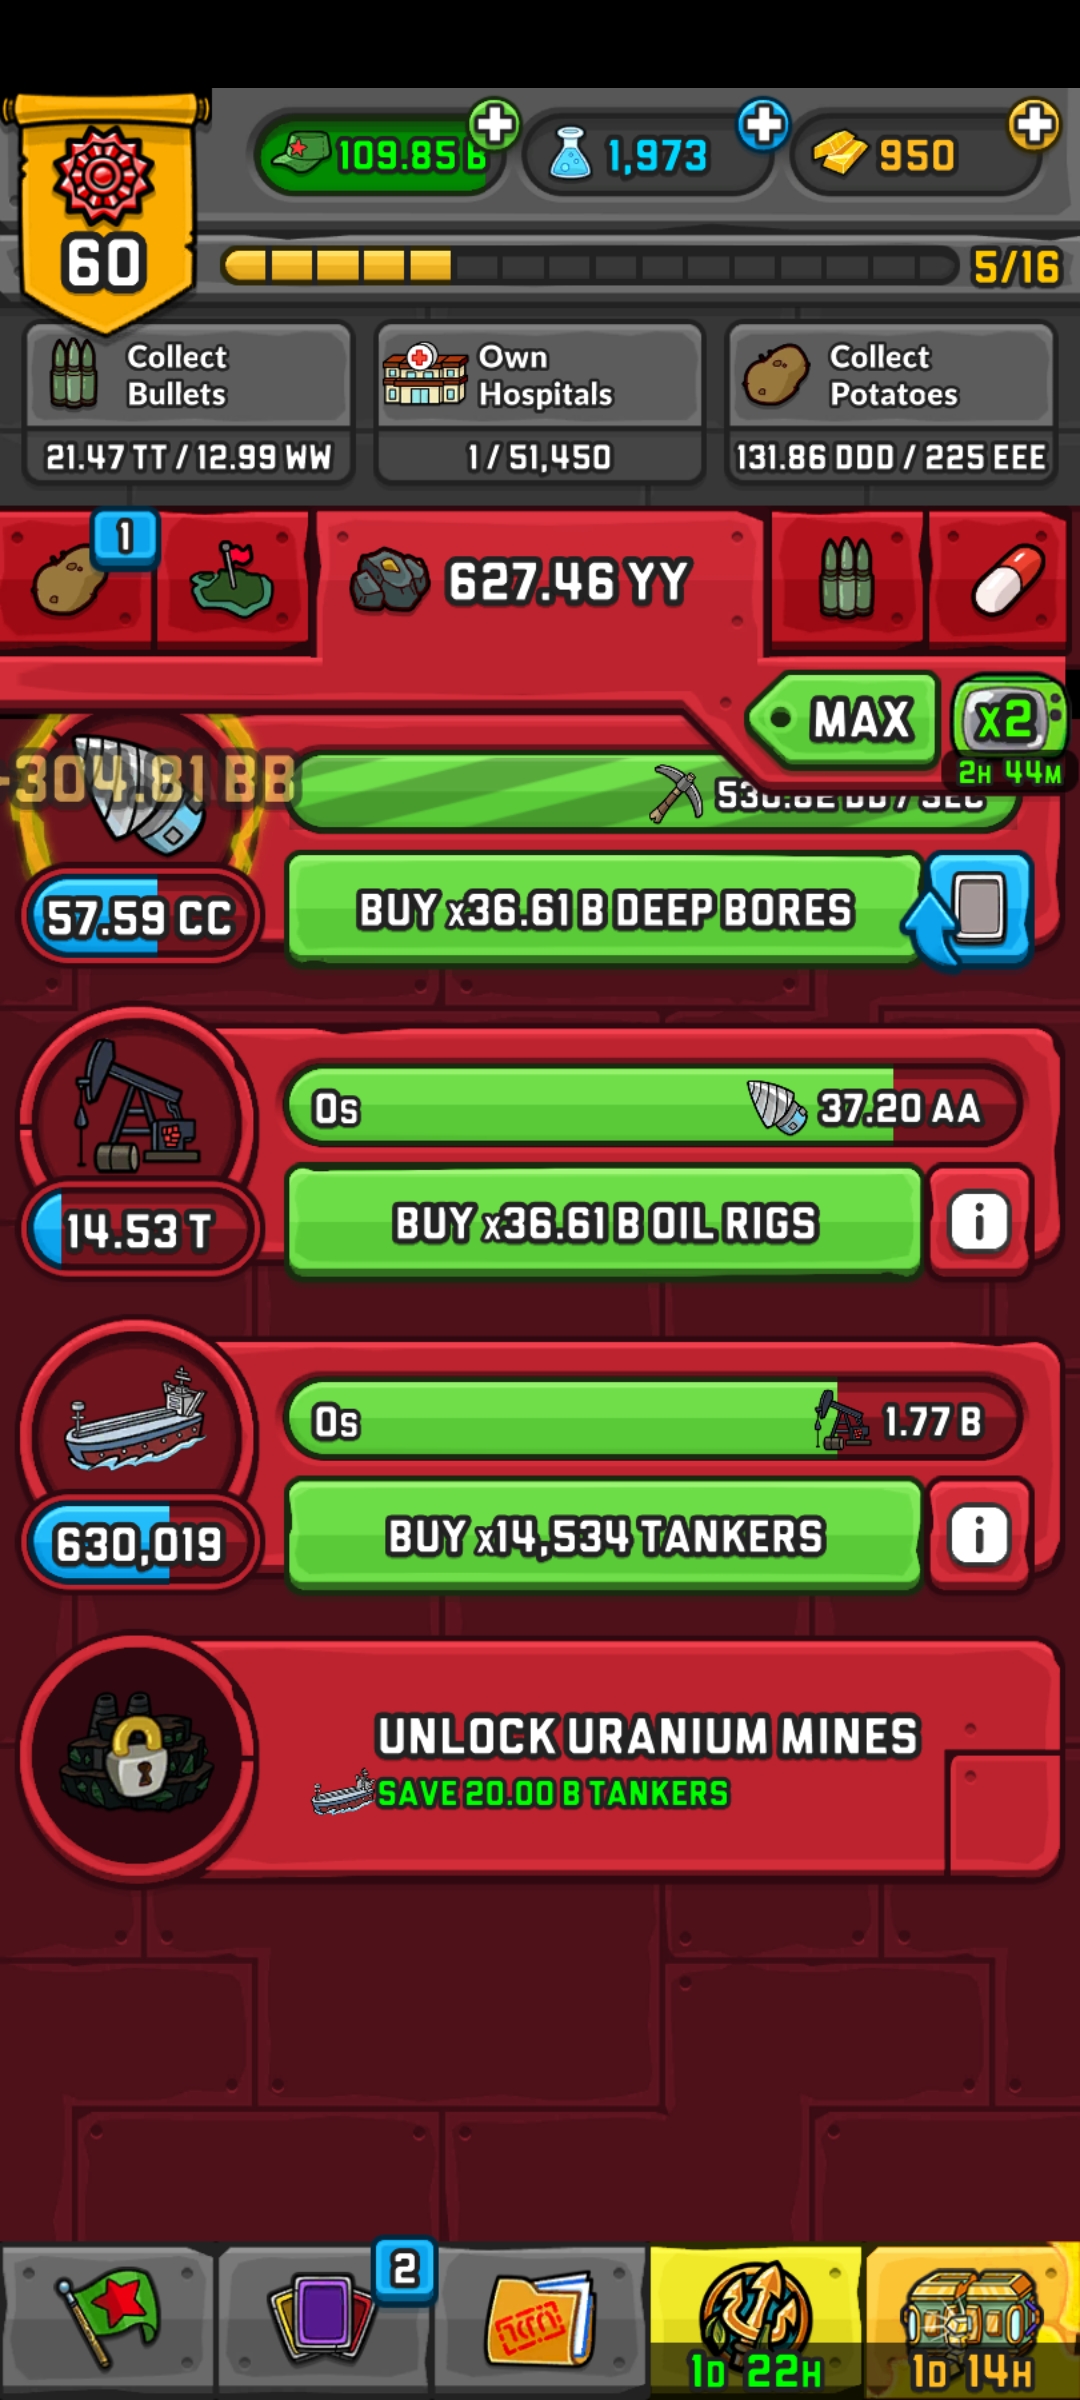 109.85 B
1,973
950
60
5/16
Collect
Bullets
21.47 TT / 12.99 WW
Own
Hospitals
1 / 51,450
Collect
Potatoes
131.86 DDD / 225 EEE
1
627.46 YY
MAX
x2
2H 44M
-304.81 BB
57.59 CC
BUY x36.61 B DEEP BORES
0s
37.20 AA
14.53 T
BUY x36.61 B OIL RIGS
i
0s
1.77 B
630,019
BUY x14,534 TANKERS
i
UNLOCK URANIUM MINES
SAVE 20.00 B TANKERS
2
1D 22H
1D 14H